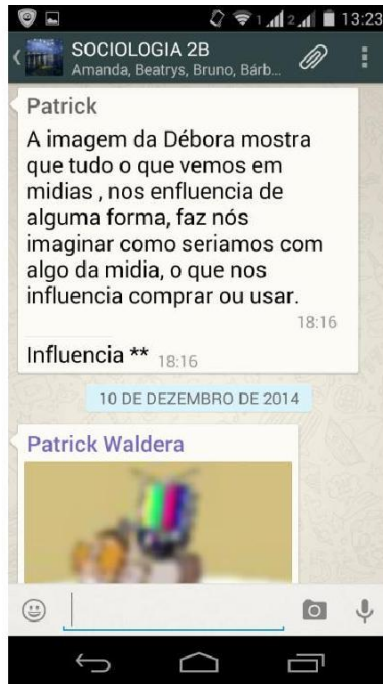 1 2 13:23
SOCIOLOGIA 2B
Amanda, Beatrys, Bruno, Bárb...
Patrick
A imagem da Débora mostra
que tudo o que vemos em
midias , nos enfluencia de
alguma forma, faz nós
imaginar como seriamos com
algo da midia, o que nos
influencia comprar ou usar.
18:16
Influencia ** 18:16
10 DE DEZEMBRO DE 2014
Patrick Waldera